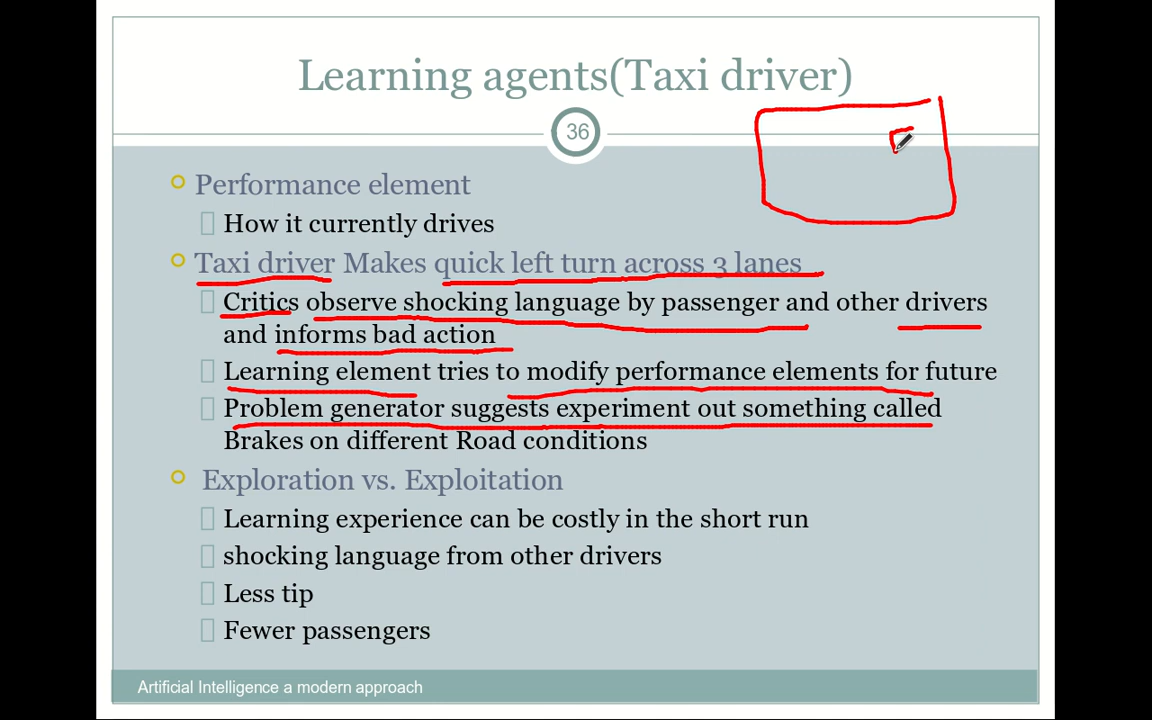 Learning agents(Taxi driver)
36
Performance element
How it currently drives
Taxi driver Makes quick left turn across 3 lanes
Critics observe shocking language by passenger and other drivers
and informs bad action
Learning element tries to modify performance elements for future
Problem generator suggests experiment out something called
Brakes on different Road conditions
Exploration vs. Exploitation
Learning experience can be costly in the short run
shocking language from other drivers
Less tip
Fewer passengers
Artificial Intelligence a modern approach